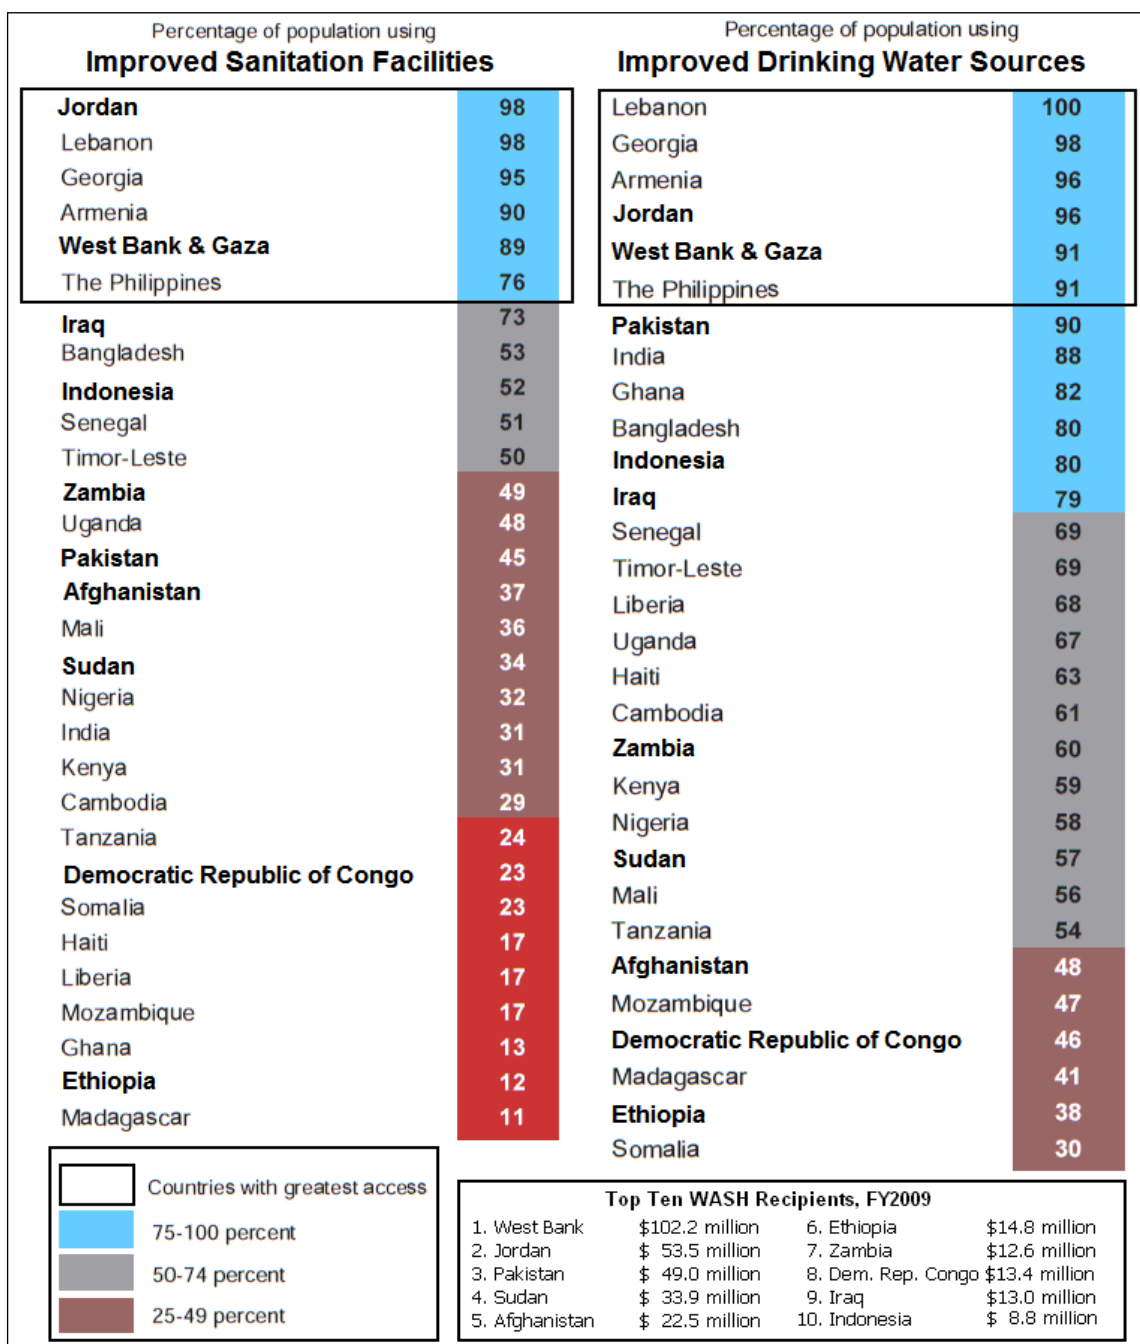 Percentage of population using
Improved Sanitation Facilities
Jordan 98
Lebanon 98
Georgia 95
Armenia 90
West Bank & Gaza 89
The Philippines 76
Iraq 73
Bangladesh 53
Indonesia 52
Senegal 51
Timor-Leste 50
Zambia 49
Uganda 48
Pakistan 45
Afghanistan 37
Mali 36
Sudan 34
Nigeria 32
India 31
Kenya 31
Cambodia 29
Tanzania 24
Democratic Republic of Congo 23
Somalia 23
Haiti 17
Liberia 17
Mozambique 17
Ghana 13
Ethiopia 12
Madagascar 11
Percentage of population using
Improved Drinking Water Sources
Lebanon 100
Georgia 98
Armenia 96
Jordan 96
West Bank & Gaza 91
The Philippines 91
Pakistan 90
India 88
Ghana 82
Bangladesh 80
Indonesia 80
Iraq 79
Senegal 69
Timor-Leste 69
Liberia 68
Uganda 67
Haiti 63
Cambodia 61
Zambia 60
Kenya 59
Nigeria 58
Sudan 57
Mali 56
Tanzania 54
Afghanistan 48
Mozambique 47
Democratic Republic of Congo 46
Madagascar 41
Ethiopia 38
Somalia 30
Countries with greatest access
75-100 percent
50-74 percent
25-49 percent
Top Ten WASH Recipients, FY2009
1. West Bank $102.2 million 6. Ethiopia $14.8 million
2. Jordan $ 53.5 million 7. Zambia $12.6 million
3. Pakistan $ 49.0 million 8. Dem. Rep. Congo $13.4 million
4. Sudan $ 33.9 million 9. Iraq $13.0 million
5. Afghanistan $ 22.5 million 10. Indonesia $ 8.8 million